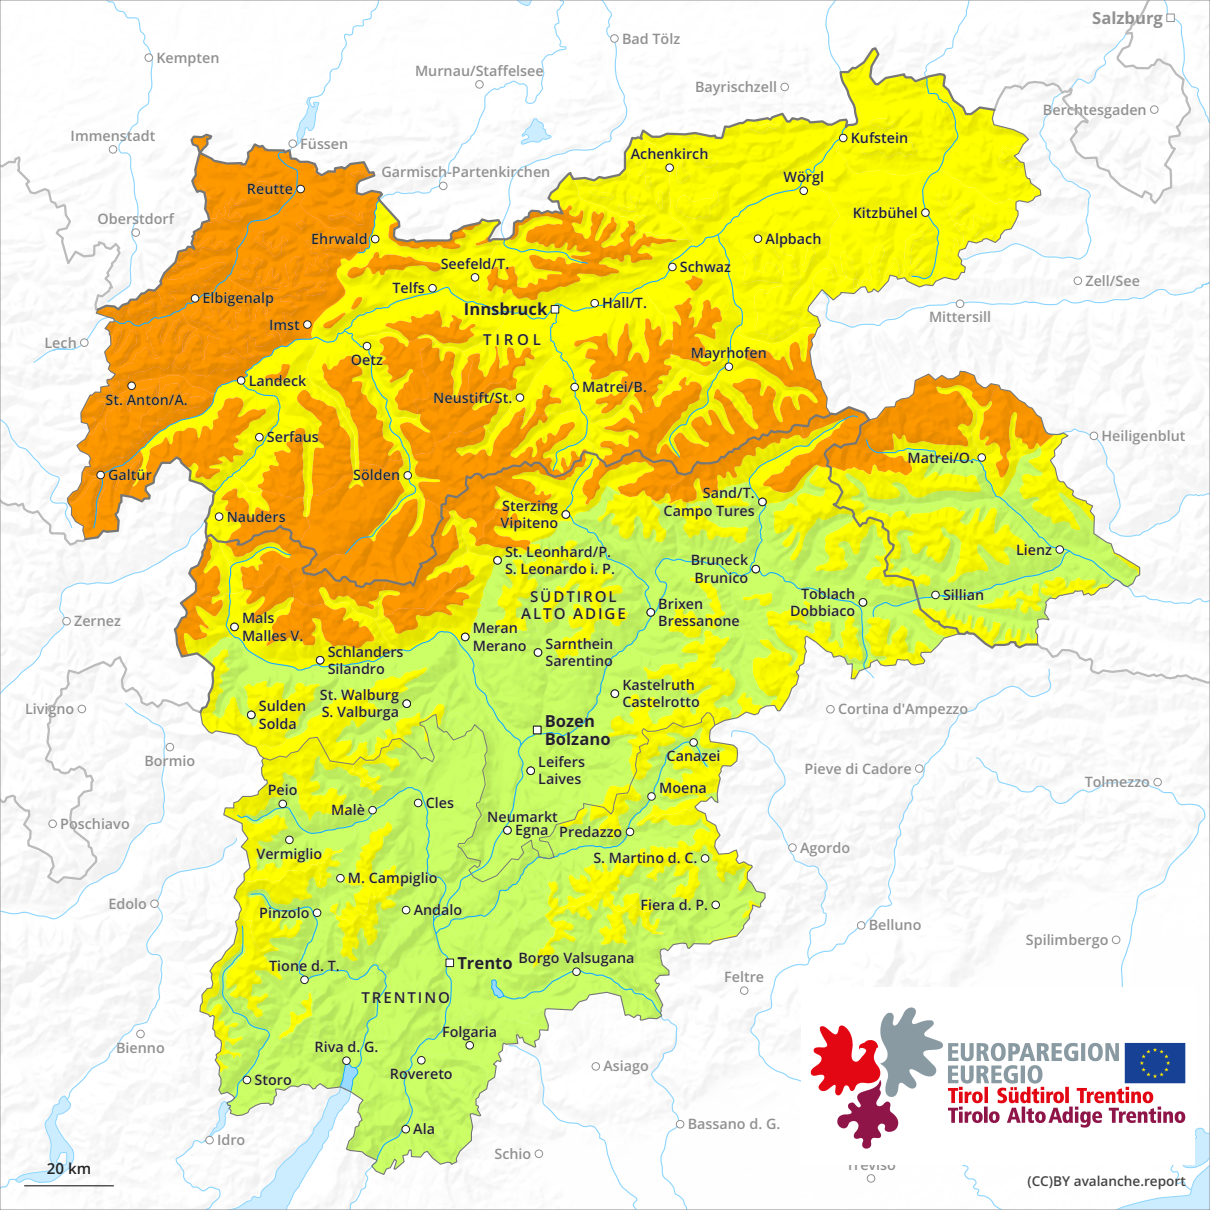 Salzburg
Bad Tölz
Kempten
Murnau/Staffelsee
Bayrischzell
Berchtesgaden
Immenstadt
Füssen
Kufstein
Achenkirch
Garmisch-Partenkirchen
Wörgl
Reutte
Kitzbühel
Oberstdorf
Ehrwald
Alpbach
Seefeld/T.
Schwaz
Zell/See
Telfs
Elbigenalp
Hall/T.
Innsbruck
Mittersill
Imst
TIROL
Lech
Mayrhofen
Oetz
Landeck
Matrei/B.
St. Anton/A.
Neustift/St.
Serfaus
Heiligenblut
Matrei/O.
Galtür
Sölden
Sand/T.
Campo Tures
Sterzing
Vipiteno
Nauders
Lienz
St. Leonhard/P.
S. Leonardo i. P.
Bruneck
Brunico
Toblach
Dobbiaco
Sillian
SÜDTIROL
ALTO ADIGE
Brixen
Bressanone
Zernez
Mals
Malles V.
Meran
Merano
Sarnthein
Sarentino
Schlanders
Silandro
Kastelruth
Castelrotto
St. Walburg
S. Valburga
Livigno
Sulden
Solda
Cortina d'Ampezzo
Bozen
Bolzano
Bormio
Canazei
Leifers
Laives
Pieve di Cadore
Tolmezzo
Peio
Moena
Malè
Cles
Neumarkt
Egna
Predazzo
Poschiavo
Vermiglio
S. Martino d. C.
Agordo
M. Campiglio
Edolo
Pinzolo
Andalo
Fiera d. P.
Belluno
Spilimbergo
Tione d. T.
Trento
Borgo Valsugana
Feltre
TRENTINO
Folgaria
Bienno
Riva d. G.
Rovereto
Asiago
Storo
EUROPAREGION
EUREGIO
Tirol Südtirol Trentino
Tirolo Alto Adige Trentino
Ala
Bassano d. G.
Idro
Schio
Treviso
20 km
(CC)BY avalanche.report